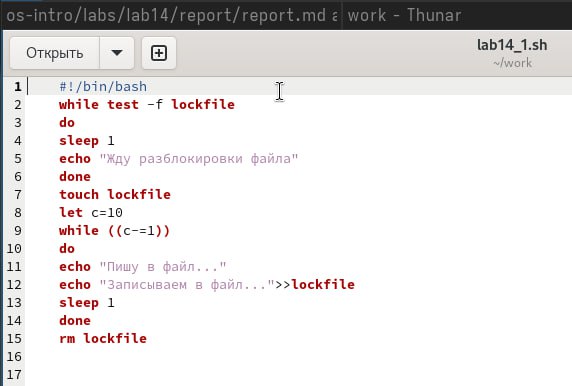 os-intro/labs/lab14/report/report.md work - Thunar
Открыть
lab14_1.sh
~/work
1 #!/bin/bash
2 while test -f lockfile
3 do
4 sleep 1
5 echo "Жду разблокировки файла"
6 done
7 touch lockfile
8 let c=10
9 while ((c-=1))
10 do
11 echo "Пишу в файл..."
12 echo "Записываем в файл...">>lockfile
13 sleep 1
14 done
15 rm lockfile
16
17